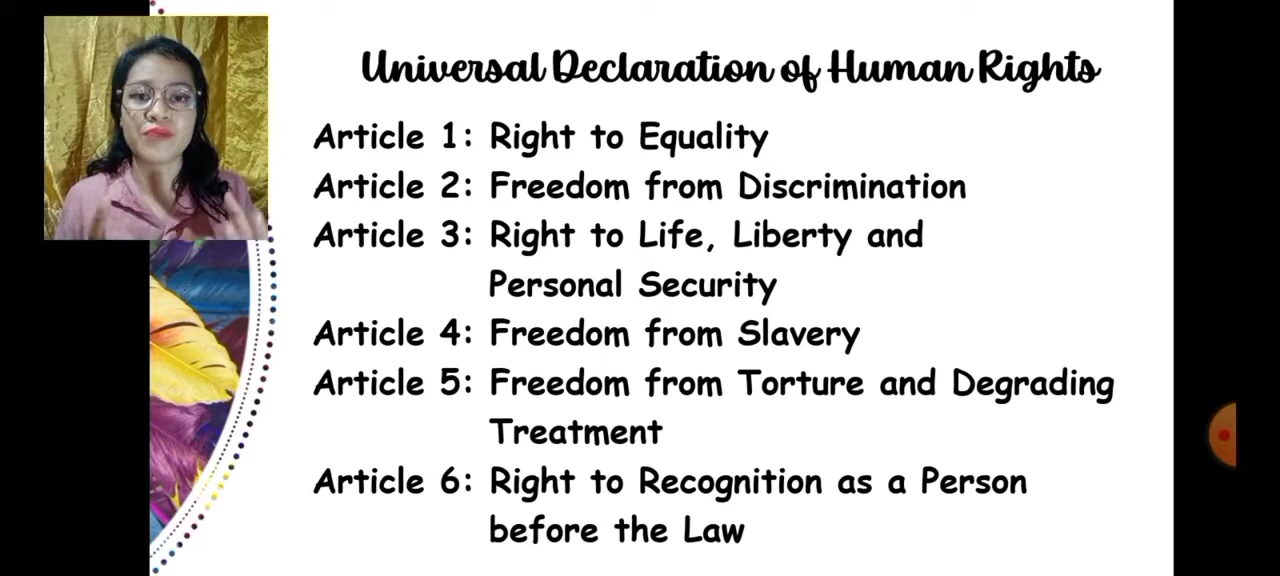 Universal Declaration of Human Rights
Article 1: Right to Equality
Article 2: Freedom from Discrimination
Article 3: Right to Life, Liberty and
Personal Security
Article 4: Freedom from Slavery
Article 5: Freedom from Torture and Degrading
Treatment
Article 6: Right to Recognition as a Person
before the Law